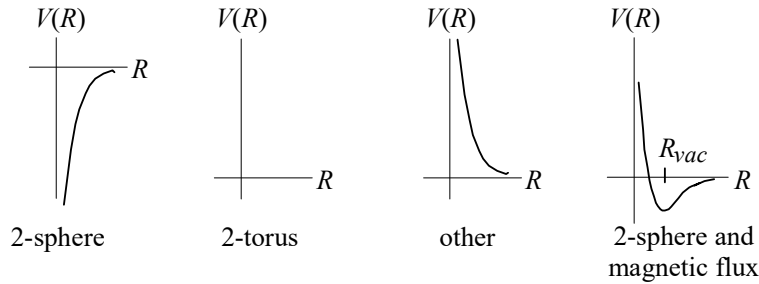 V(R)
R
2-sphere
V(R)
R
2-torus
V(R)
R
other
V(R)
R_vac
R
2-sphere and
magnetic flux